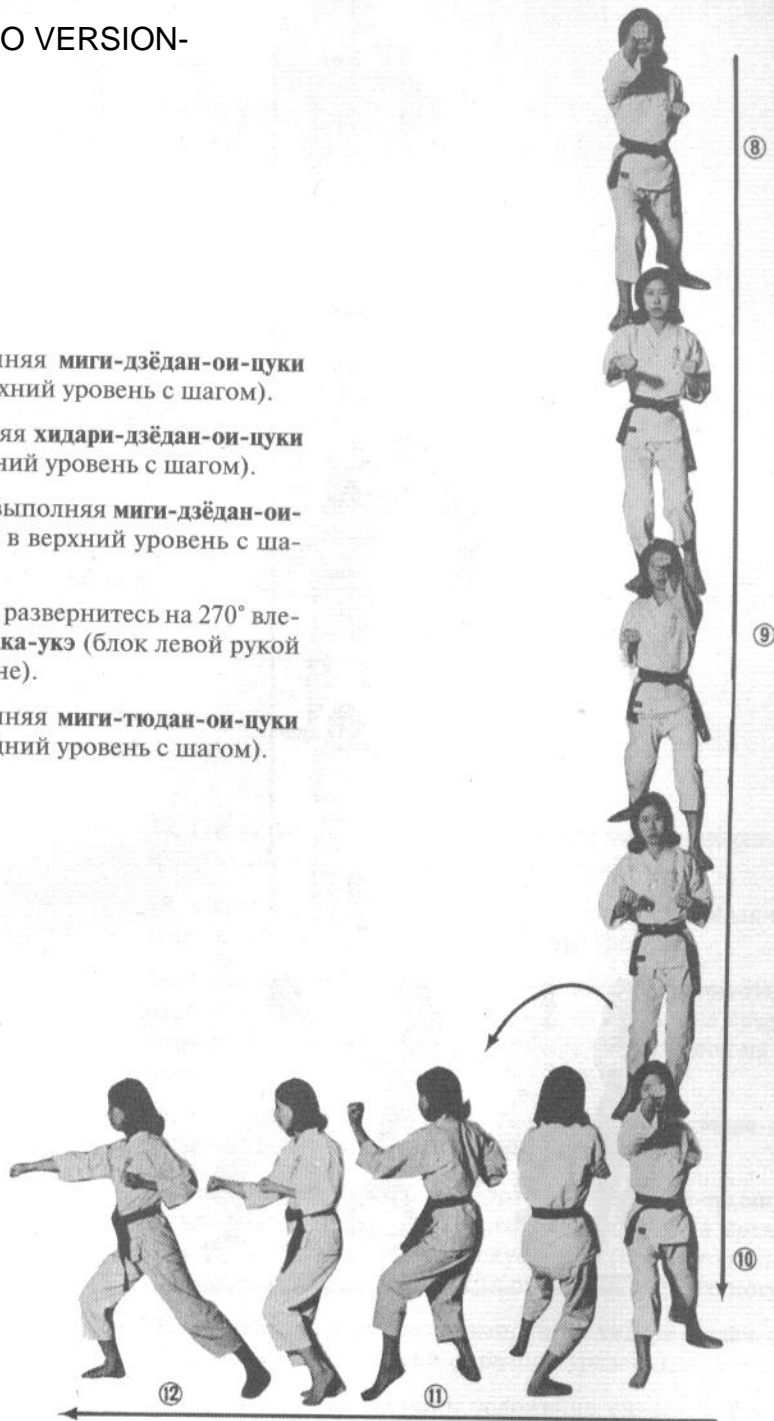 O VERSION-
⑧
няя миги-дзёдан-ои-цуки
хний уровень с шагом).
яя хидари-дзёдан-ои-цуки
ний уровень с шагом).
выполняя миги-дзёдан-ои-
в верхний уровень с ша-
⑨
развернитесь на 270° вле-
ка-укэ (блок левой рукой
не).
няя миги-тюдан-ои-цуки
дний уровень с шагом).
⑩
⑫ ⑪